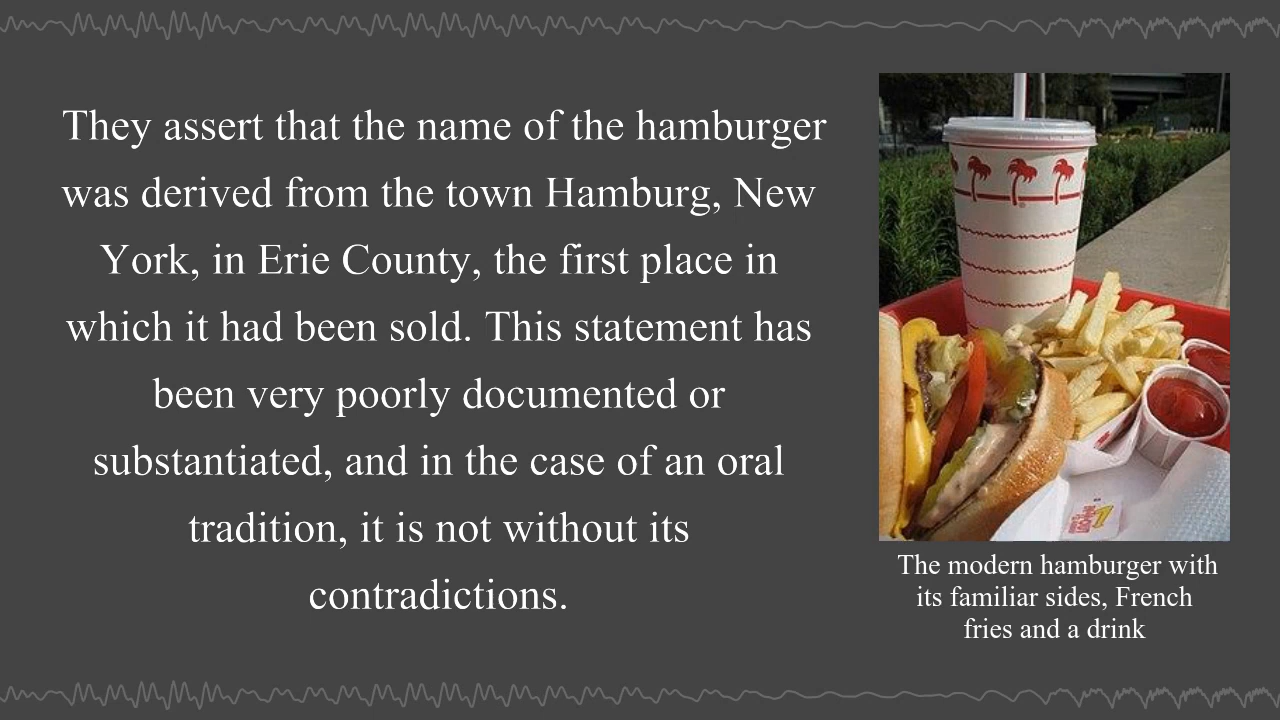 They assert that the name of the hamburger
was derived from the town Hamburg, New
York, in Erie County, the first place in
which it had been sold. This statement has
been very poorly documented or
substantiated, and in the case of an oral
tradition, it is not without its
contradictions.
The modern hamburger with
its familiar sides, French
fries and a drink